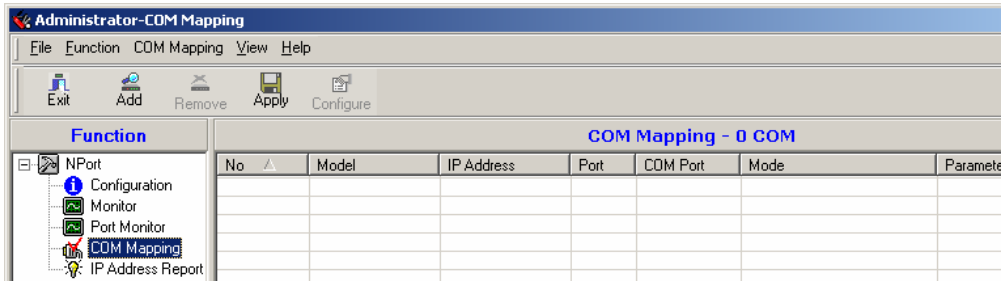 Administrator-COM Mapping
File Function COM Mapping View Help
Exit Add Remove Apply Configure
Function
COM Mapping - 0 COM
No Model IP Address Port COM Port Mode Paramete
NPort
Configuration
Monitor
Port Monitor
COM Mapping
IP Address Report